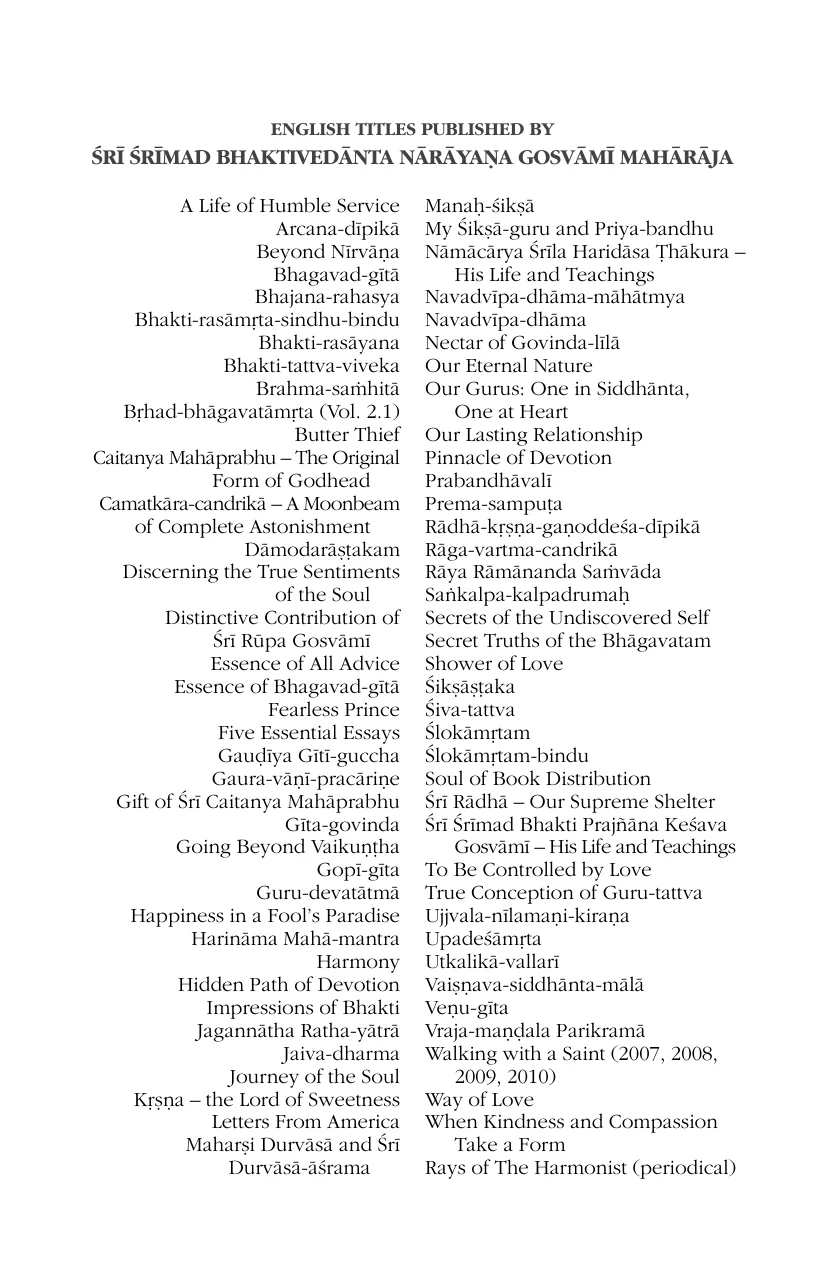 ENGLISH TITLES PUBLISHED BY
ŚRĪ ŚRĪMAD BHAKTIVEDĀNTA NĀRĀYAṆA GOSVĀMĪ MAHĀRĀJA
A Life of Humble Service
Arcana-dīpikā
Beyond Nīrvāṇa
Bhagavad-gītā
Bhajana-rahasya
Bhakti-rasāmṛta-sindhu-bindu
Bhakti-rasāyana
Bhakti-tattva-viveka
Brahma-saṁhitā
Bṛhad-bhāgavatāmṛta (Vol. 2.1)
Butter Thief
Caitanya Mahāprabhu – The Original
Form of Godhead
Camatkāra-candrikā – A Moonbeam
of Complete Astonishment
Dāmodarāṣṭakam
Discerning the True Sentiments
of the Soul
Distinctive Contribution of
Śrī Rūpa Gosvāmī
Essence of All Advice
Essence of Bhagavad-gītā
Fearless Prince
Five Essential Essays
Gauḍīya Gītī-guccha
Gaura-vāṇī-pracāriṇe
Gift of Śrī Caitanya Mahāprabhu
Gīta-govinda
Going Beyond Vaikuṇṭha
Gopī-gīta
Guru-devatātmā
Happiness in a Fool’s Paradise
Harināma Mahā-mantra
Harmony
Hidden Path of Devotion
Impressions of Bhakti
Jagannātha Ratha-yātrā
Jaiva-dharma
Journey of the Soul
Kṛṣṇa – the Lord of Sweetness
Letters From America
Maharṣi Durvāsā and Śrī
Durvāsā-āśrama
Manaḥ-śikṣā
My Śikṣā-guru and Priya-bandhu
Nāmācārya Śrīla Haridāsa Ṭhākura –
His Life and Teachings
Navadvīpa-dhāma-māhātmya
Navadvīpa-dhāma
Nectar of Govinda-līlā
Our Eternal Nature
Our Gurus: One in Siddhānta,
One at Heart
Our Lasting Relationship
Pinnacle of Devotion
Prabandhāvalī
Prema-sampuṭa
Rādhā-kṛṣṇa-gaṇoddeśa-dīpikā
Rāga-vartma-candrikā
Rāya Rāmānanda Saṁvāda
Saṅkalpa-kalpadrumaḥ
Secrets of the Undiscovered Self
Secret Truths of the Bhāgavatam
Shower of Love
Śikṣāṣṭaka
Śiva-tattva
Ślokāmṛtam
Ślokāmṛtam-bindu
Soul of Book Distribution
Śrī Rādhā – Our Supreme Shelter
Śrī Śrīmad Bhakti Prajñāna Keśava
Gosvāmī – His Life and Teachings
To Be Controlled by Love
True Conception of Guru-tattva
Ujjvala-nīlamaṇi-kiraṇa
Upadeśāmṛta
Utkalikā-vallarī
Vaiṣṇava-siddhānta-mālā
Veṇu-gīta
Vraja-maṇḍala Parikramā
Walking with a Saint (2007, 2008,
2009, 2010)
Way of Love
When Kindness and Compassion
Take a Form
Rays of The Harmonist (periodical)